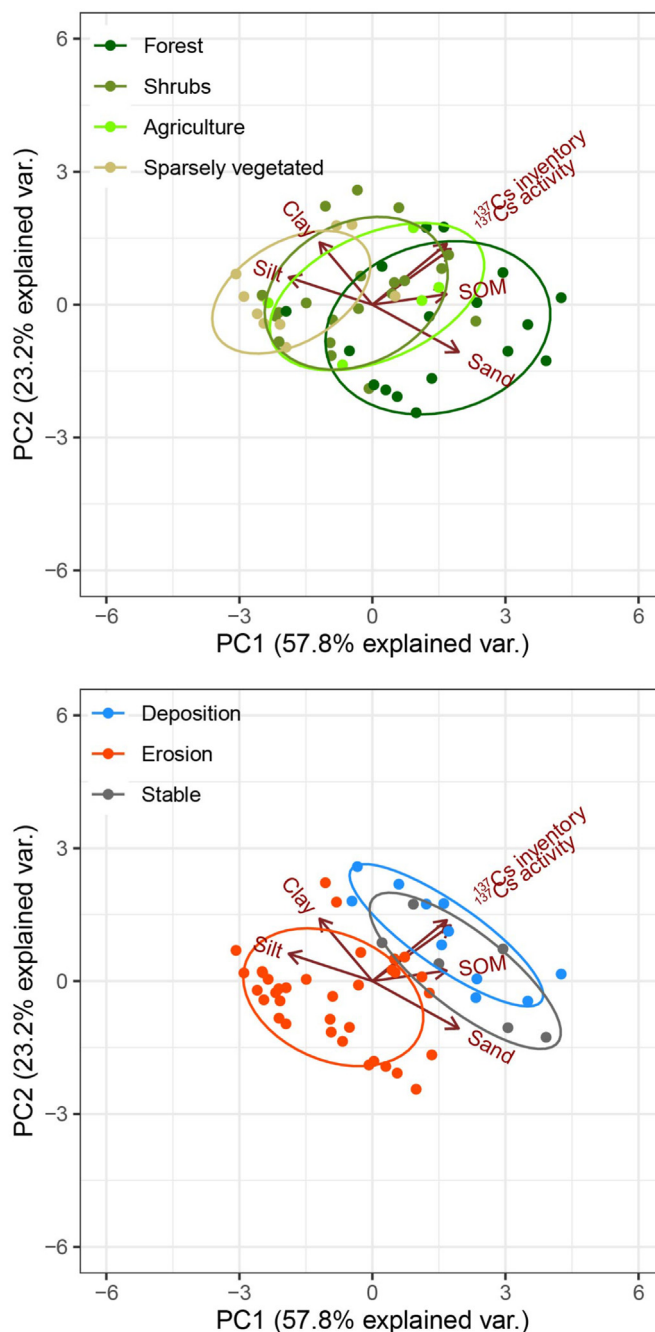 6
Forest
Shrubs
Agriculture
3
Sparsely vegetated
¹³⁷Cs inventory
¹³⁷Cs activity
Clay
Silt
SOM
0
Sand
−3
−6
PC2 (23.2% explained var.)
−6 −3 0 3 6
PC1 (57.8% explained var.)
6
Deposition
Erosion
Stable
3
¹³⁷Cs inventory
¹³⁷Cs activity
Clay
Silt
SOM
0
Sand
−3
−6
PC2 (23.2% explained var.)
−6 −3 0 3 6
PC1 (57.8% explained var.)